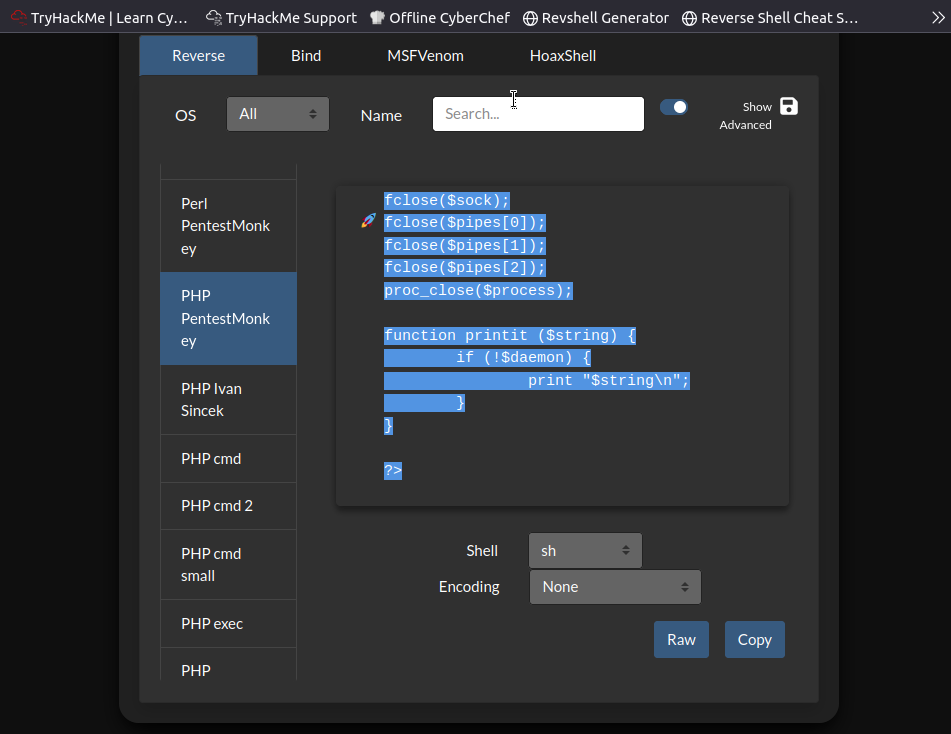 TryHackMe | Learn Cy… TryHackMe Support Offline CyberChef Revshell Generator Reverse Shell Cheat S…
Reverse Bind MSFVenom HoaxShell
OS All Name Search... Show Advanced
Perl
PentestMonk
ey
PHP
PentestMonk
ey
PHP Ivan
Sincek
PHP cmd
PHP cmd 2
PHP cmd
small
PHP exec
PHP
fclose($sock);
fclose($pipes[0]);
fclose($pipes[1]);
fclose($pipes[2]);
proc_close($process);
function printit ($string) {
        if (!$daemon) {
                print "$string\n";
        }
}
?>
Shell sh
Encoding None
Raw Copy